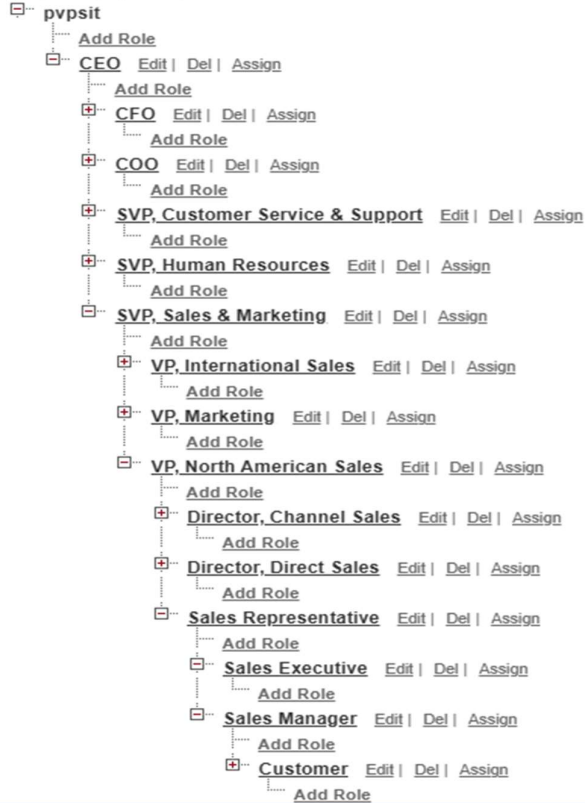 pvpsit
Add Role
CEO Edit | Del | Assign
Add Role
CFO Edit | Del | Assign
Add Role
COO Edit | Del | Assign
Add Role
SVP, Customer Service & Support Edit | Del | Assign
Add Role
SVP, Human Resources Edit | Del | Assign
Add Role
SVP, Sales & Marketing Edit | Del | Assign
Add Role
VP, International Sales Edit | Del | Assign
Add Role
VP, Marketing Edit | Del | Assign
Add Role
VP, North American Sales Edit | Del | Assign
Add Role
Director, Channel Sales Edit | Del | Assign
Add Role
Director, Direct Sales Edit | Del | Assign
Add Role
Sales Representative Edit | Del | Assign
Add Role
Sales Executive Edit | Del | Assign
Add Role
Sales Manager Edit | Del | Assign
Add Role
Customer Edit | Del | Assign
Add Role